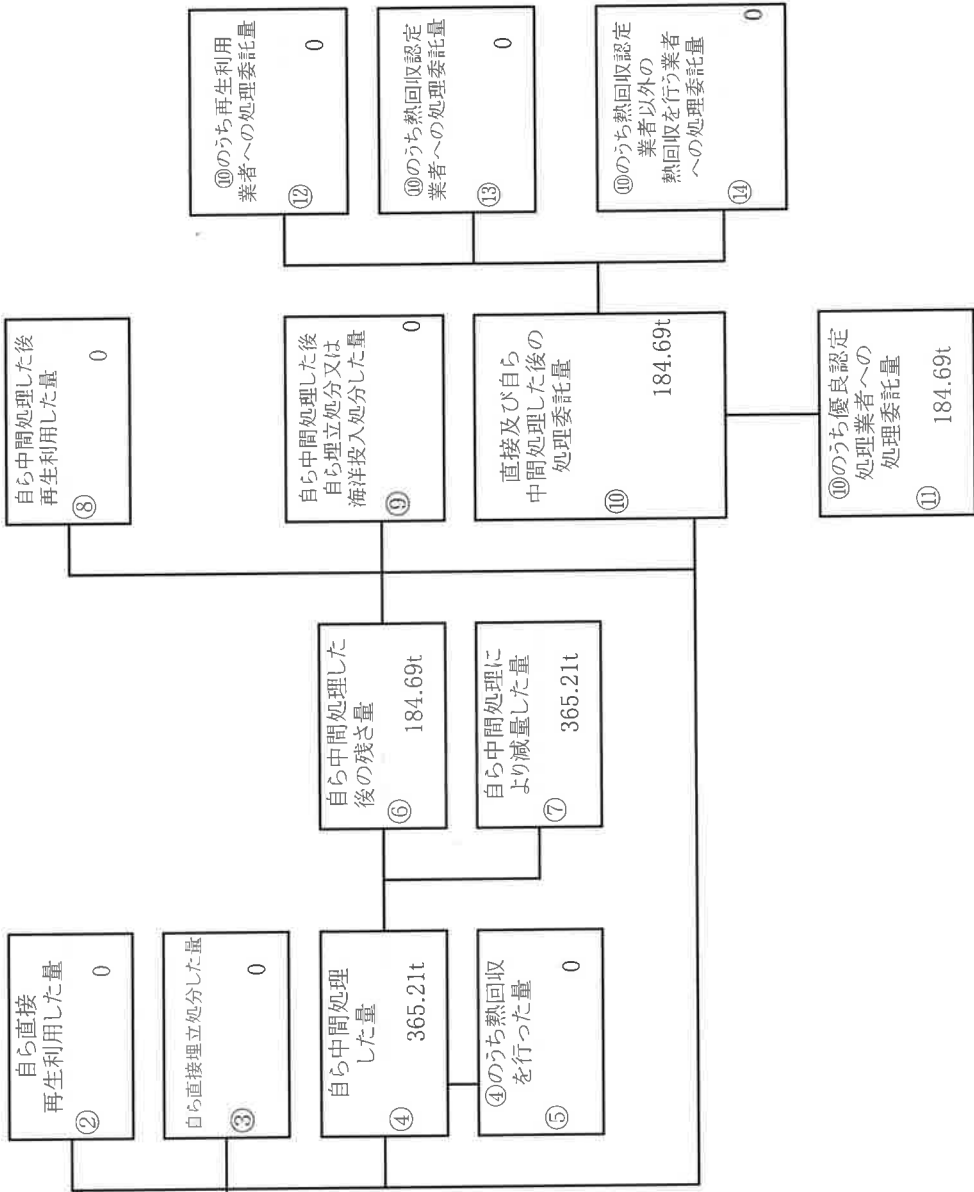 自ら直接
再生利用した量
②
0
自ら直接埋立処分した量
③
0
自ら中間処理
した量
④
365.21t
④のうち熱回収
を行った量
⑤
0
自ら中間処理した
後の残さ量
⑥
184.69t
自ら中間処理に
より減量した量
⑦
365.21t
自ら中間処理した後
再生利用した量
⑧
0
自ら中間処理した後
自ら埋立処分又は
海洋投入処分した量
⑨
0
直接及び自ら
中間処理した後の
処理委託量
⑩
184.69t
⑩のうち優良認定
処理業者への
処理委託量
⑪
184.69t
⑩のうち再生利用
業者への処理委託量
⑫
0
⑩のうち熱回収認定
業者への処理委託量
⑬
0
⑩のうち熱回収認定
業者以外の
熱回収を行う業者
への処理委託量
⑭
0